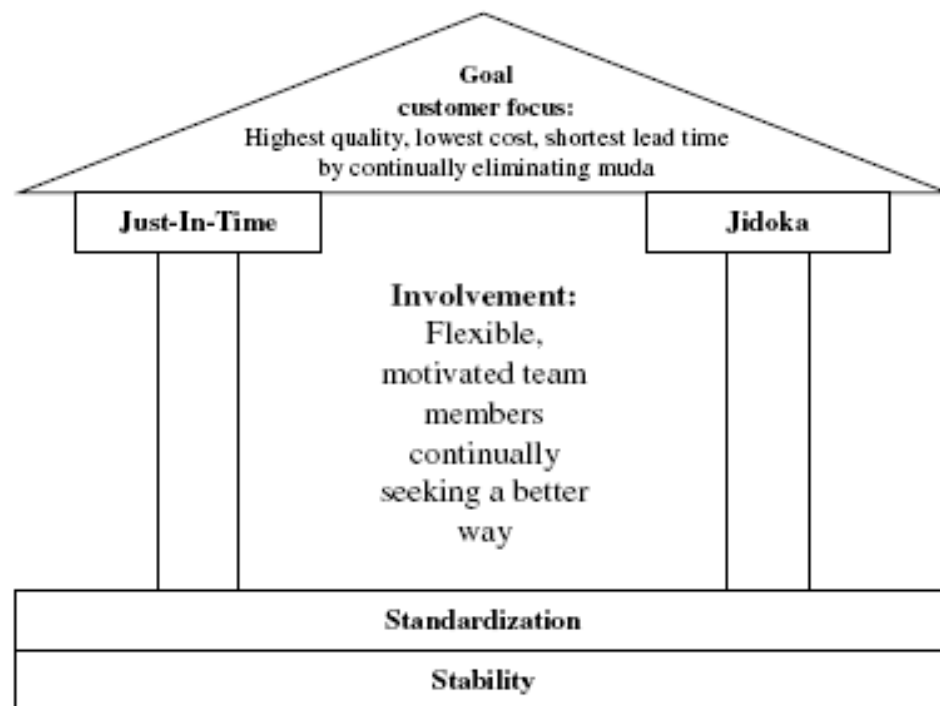 Goal
customer focus:
Highest quality, lowest cost, shortest lead time
by continually eliminating muda
Just-In-Time
Jidoka
Involvement:
Flexible,
motivated team
members
continually
seeking a better
way
Standardization
Stability